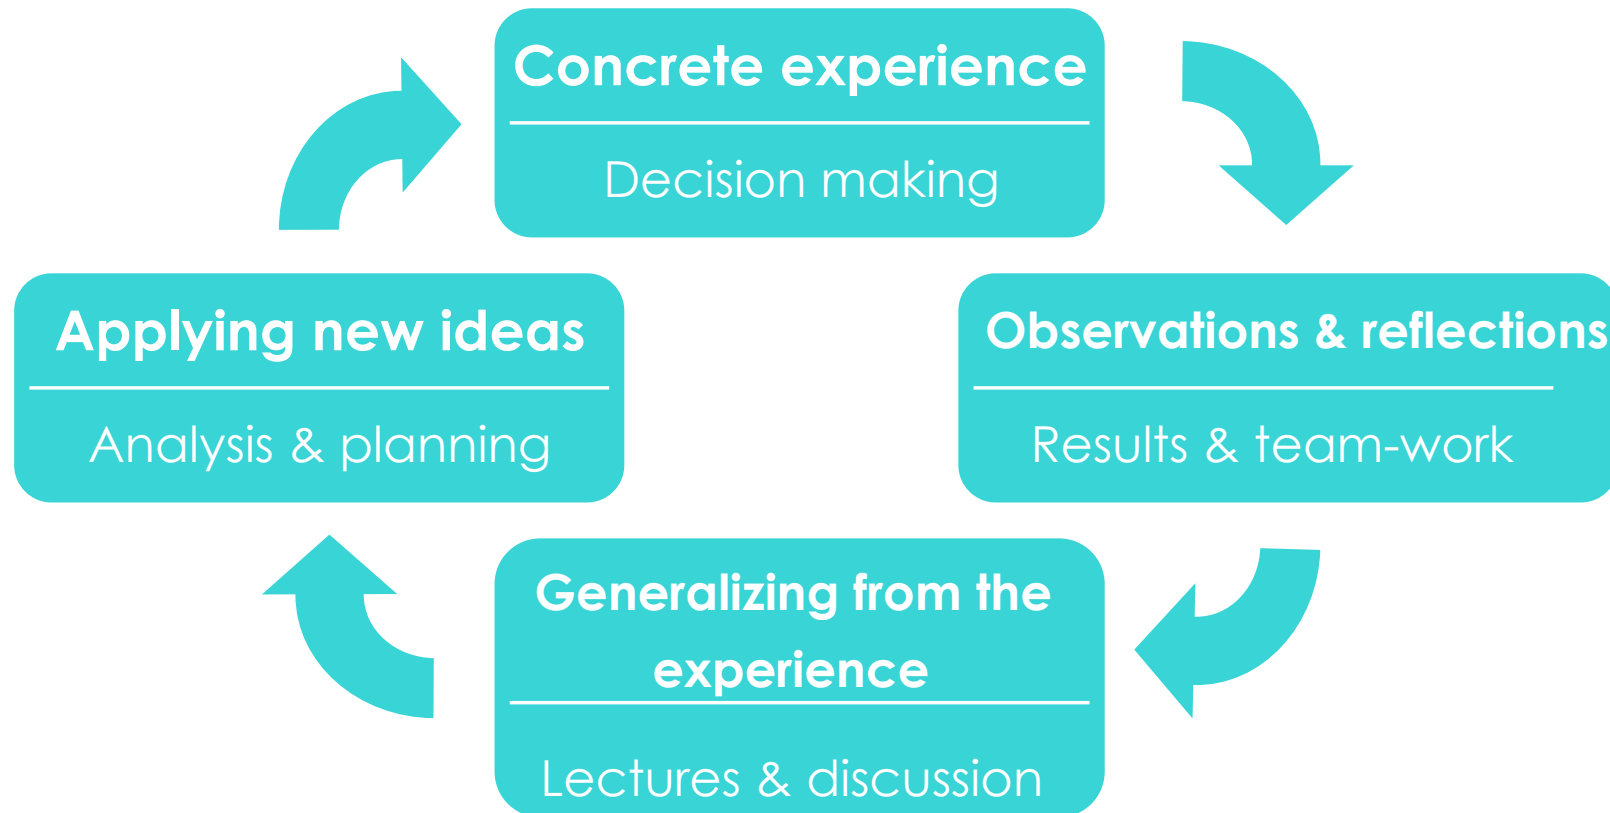 Concrete experience
Decision making
Applying new ideas
Analysis & planning
Observations & reflections
Results & team-work
Generalizing from the
experience
Lectures & discussion